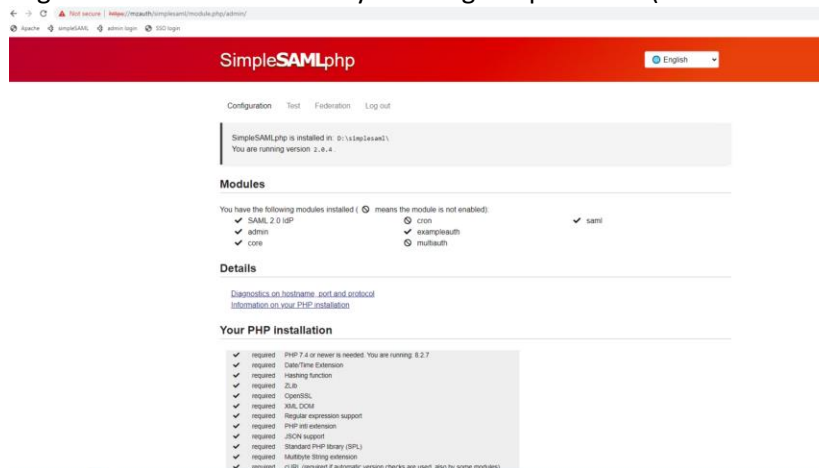 Not secure | https://mzauth/simplesaml/module.php/admin/
Apache simpleSAML admin login SSO login
SimpleSAMLphp
English
Configuration Test Federation Log out
SimpleSAMLphp is installed in: D:\simplesaml\
You are running version 2.0.4.
Modules
You have the following modules installed ( means the module is not enabled):
SAML 2.0 IdP cron saml
admin exampleauth
core multiauth
Details
Diagnostics on hostname, port and protocol
Information on your PHP installation
Your PHP installation
required PHP 7.4 or newer is needed. You are running: 8.2.7
required Date/Time Extension
required Hashing function
required ZLib
required OpenSSL
required XML DOM
required Regular expression support
required PHP intl extension
required JSON support
required Standard PHP library (SPL)
required Multibyte String extension
required cURL (required if automatic version checks are used, also by some modules)